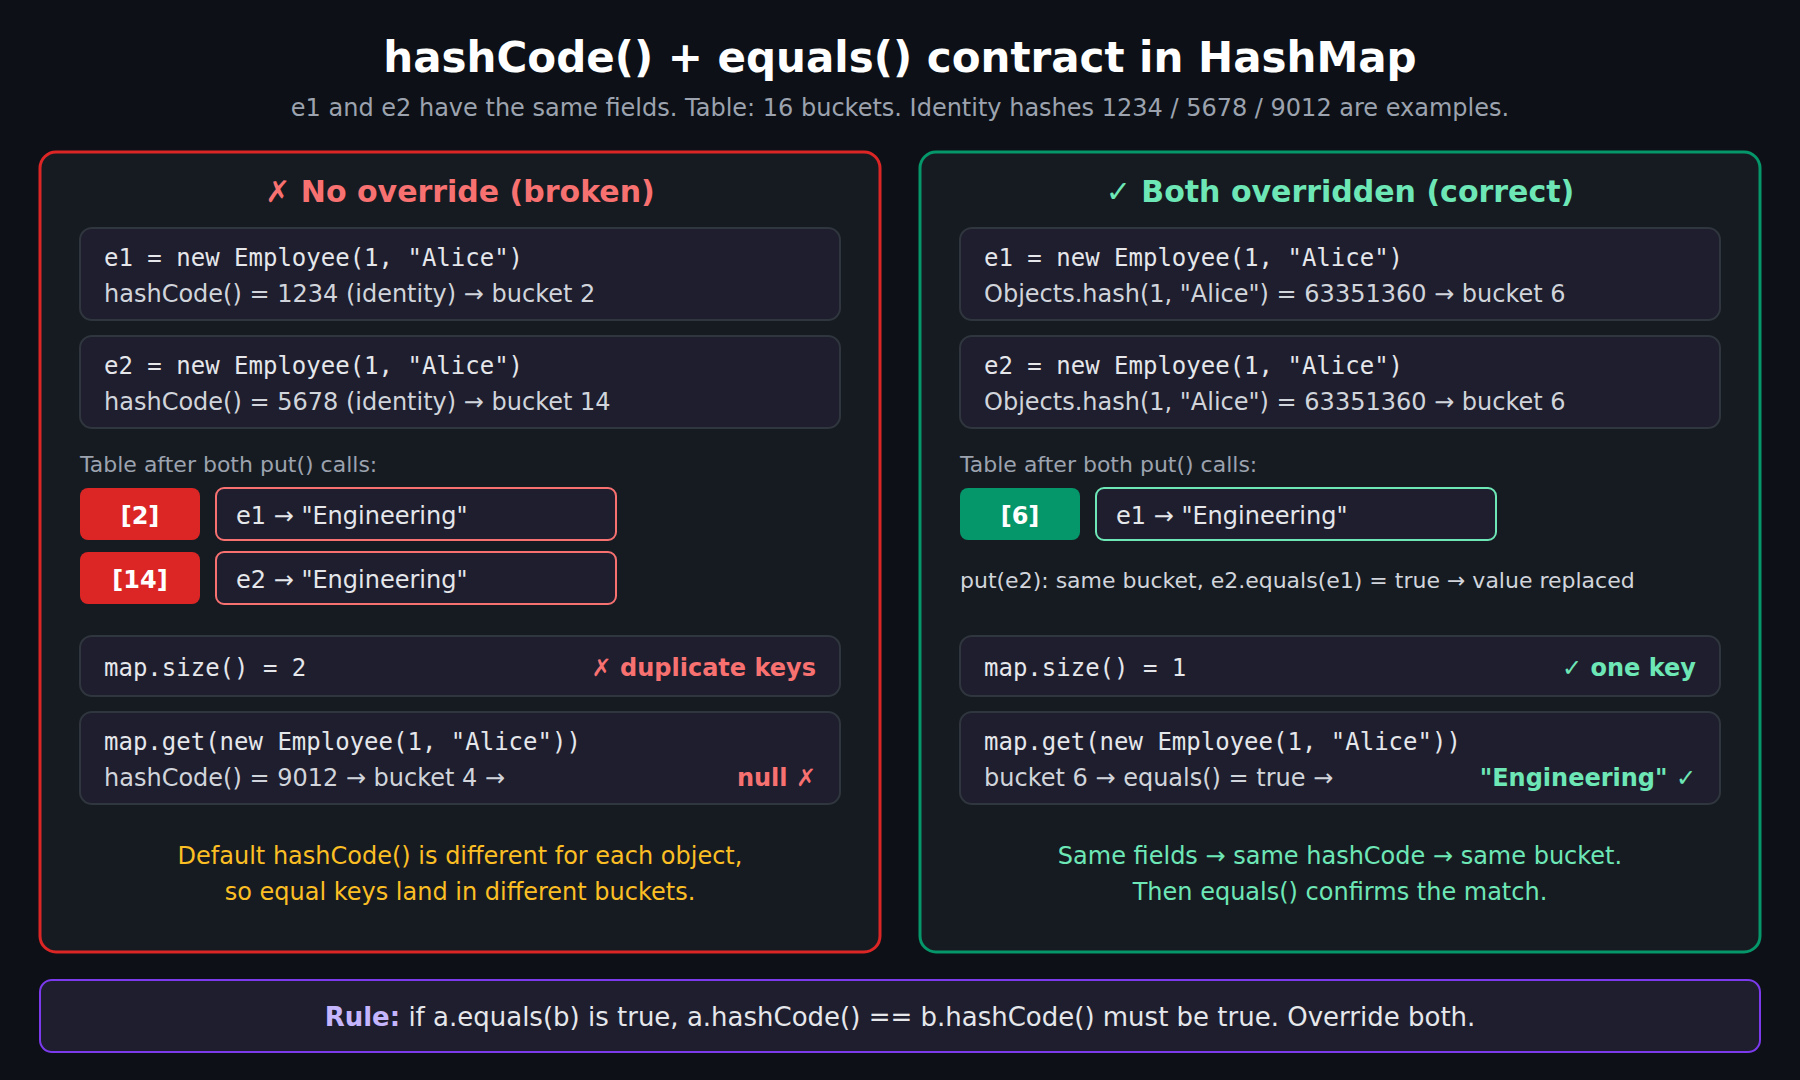 hashCode() + equals() contract in HashMap
e1 and e2 have the same fields. Table: 16 buckets. Identity hashes 1234 / 5678 / 9012 are examples.
✗ No override (broken)
e1 = new Employee(1, "Alice")
hashCode() = 1234 (identity) → bucket 2
e2 = new Employee(1, "Alice")
hashCode() = 5678 (identity) → bucket 14
Table after both put() calls:
[2] e1 → "Engineering"
[14] e2 → "Engineering"
map.size() = 2 ✗ duplicate keys
map.get(new Employee(1, "Alice"))
hashCode() = 9012 → bucket 4 → null ✗
Default hashCode() is different for each object,
so equal keys land in different buckets.
✓ Both overridden (correct)
e1 = new Employee(1, "Alice")
Objects.hash(1, "Alice") = 63351360 → bucket 6
e2 = new Employee(1, "Alice")
Objects.hash(1, "Alice") = 63351360 → bucket 6
Table after both put() calls:
[6] e1 → "Engineering"
put(e2): same bucket, e2.equals(e1) = true → value replaced
map.size() = 1 ✓ one key
map.get(new Employee(1, "Alice"))
bucket 6 → equals() = true → "Engineering" ✓
Same fields → same hashCode → same bucket.
Then equals() confirms the match.
Rule: if a.equals(b) is true, a.hashCode() == b.hashCode() must be true. Override both.